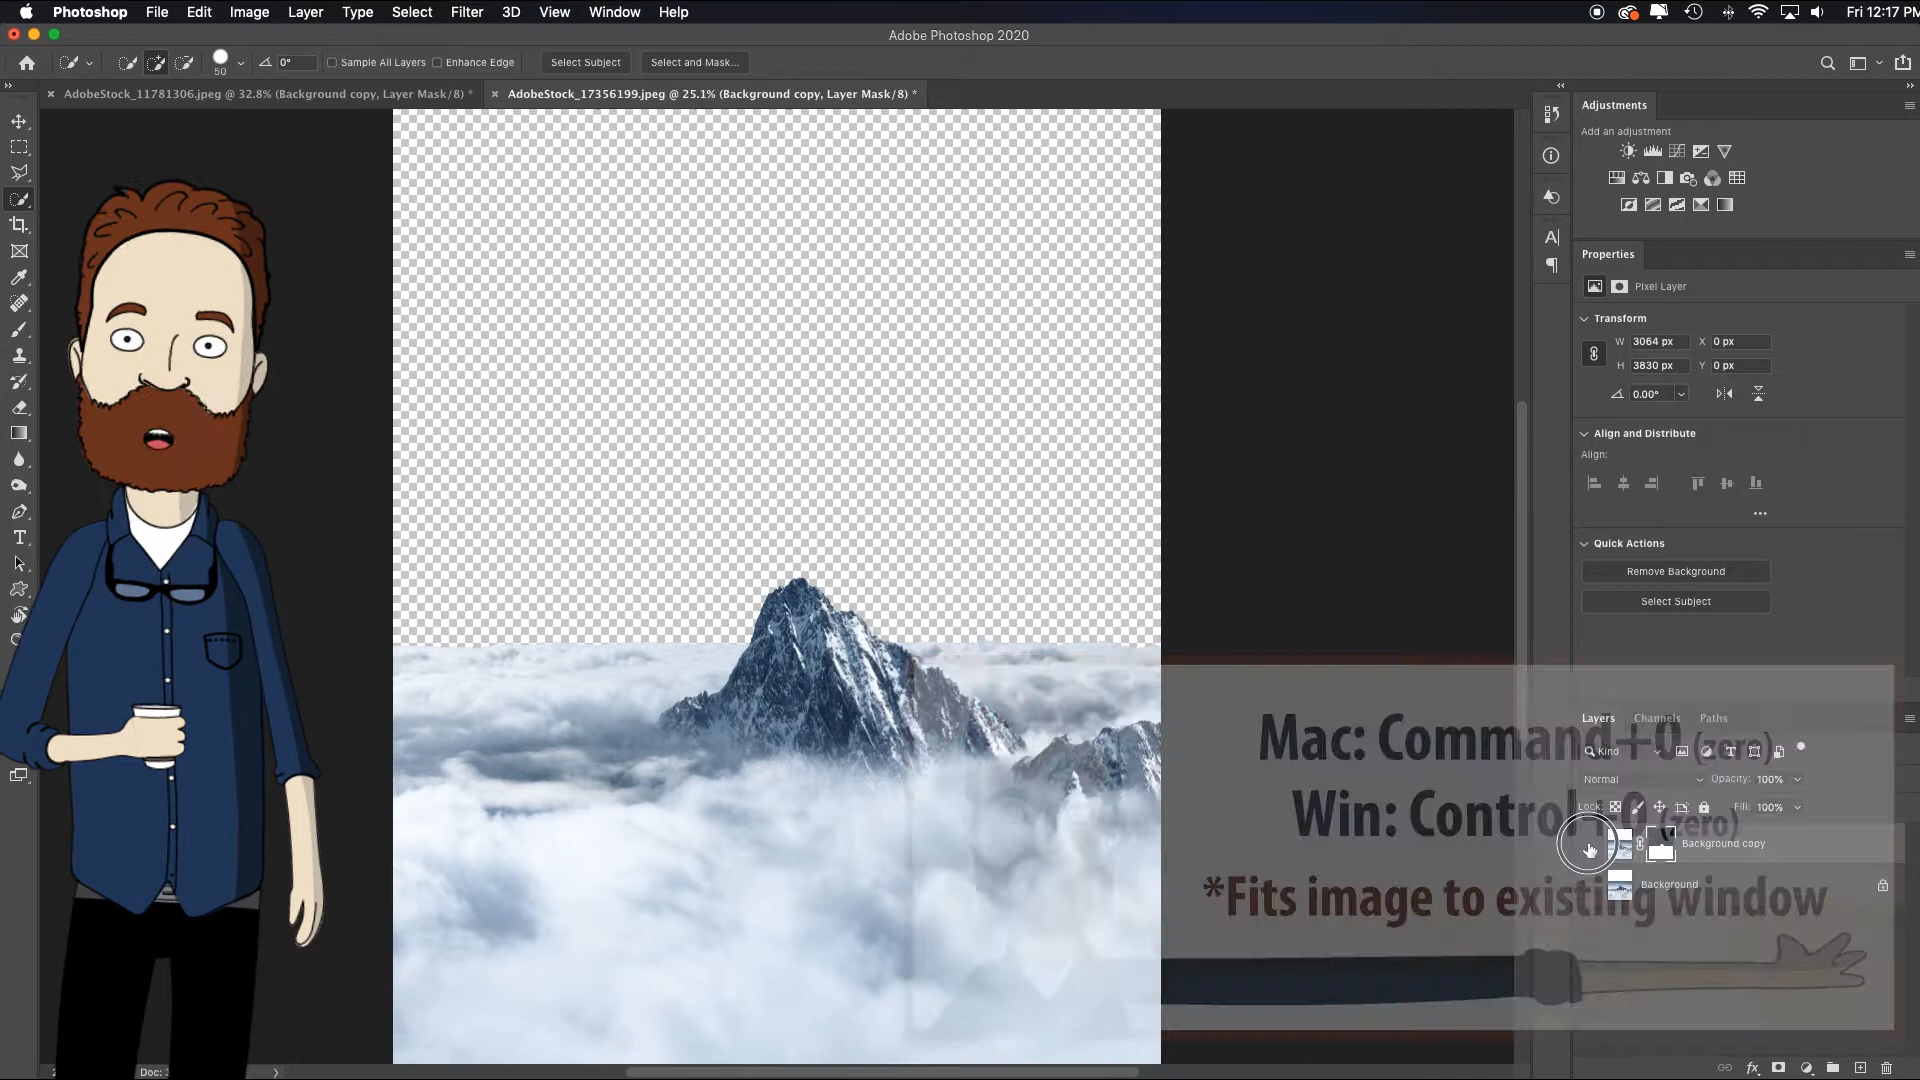 Photoshop File Edit Image Layer Type Select Filter 3D View Window Help Fri 12:17 PM
Adobe Photoshop 2020
50 0° Sample All Layers Enhance Edge Select Subject Select and Mask...
AdobeStock_11781306.jpeg @ 32.8% (Background copy, Layer Mask/8) *
AdobeStock_17356199.jpeg @ 25.1% (Background copy, Layer Mask/8) *
Adjustments
Add an adjustment
Properties
Pixel Layer
Transform
W 3064 px X 0 px
H 3830 px Y 0 px
0.00°
Align and Distribute
Align:
Quick Actions
Remove Background
Select Subject
Layers Channels Paths
Kind
Normal Opacity: 100%
Lock: Fill: 100%
Background copy
Background
Mac: Command+0 (zero)
Win: Control+0 (zero)
*Fits image to existing window
Doc: